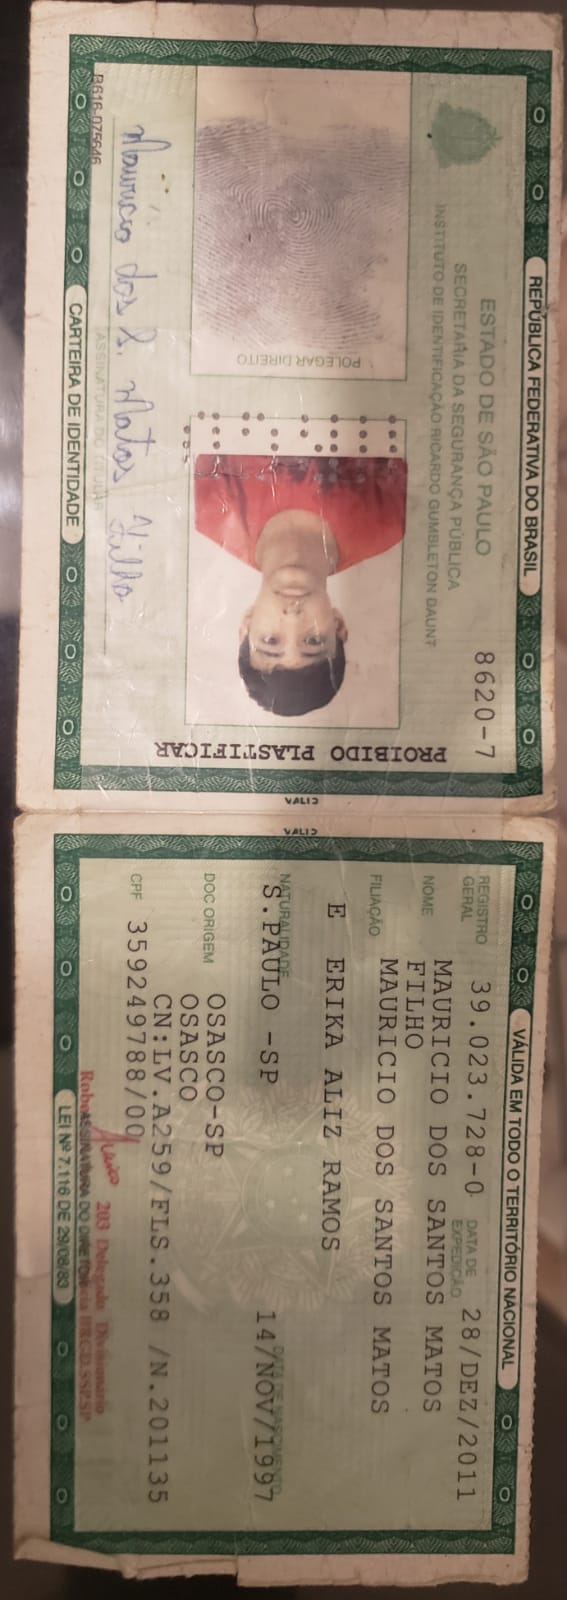 REPÚBLICA FEDERATIVA DO BRASIL
ESTADO DE SÃO PAULO
8620-7
SECRETARIA DA SEGURANÇA PÚBLICA
INSTITUTO DE IDENTIFICAÇÃO RICARDO GUMBLETON DAUNT
POLEGAR DIREITO
PROIBIDO PLASTIFICAR
Mauricio dos S. Matos Filho
ASSINATURA DO TITULAR
B616-075646
CARTEIRA DE IDENTIDADE
VÁLIDA EM TODO O TERRITÓRIO NACIONAL
REGISTRO GERAL 39.023.728-0 DATA DE EXPEDIÇÃO 28/DEZ/2011
NOME MAURICIO DOS SANTOS MATOS
FILHO
FILIAÇÃO MAURICIO DOS SANTOS MATOS
E ERIKA ALIZ RAMOS
NATURALIDADE DATA DE NASCIMENTO
S.PAULO -SP 14/NOV/1997
DOC ORIGEM OSASCO-SP
OSASCO
CN:LV.A259/FLS.358 /N.201135
CPF 359249788/00
203 Delegado Divisionário
IIRGD.SSP.SP
ASSINATURA DO DIRETOR
LEI Nº 7.116 DE 29/08/83